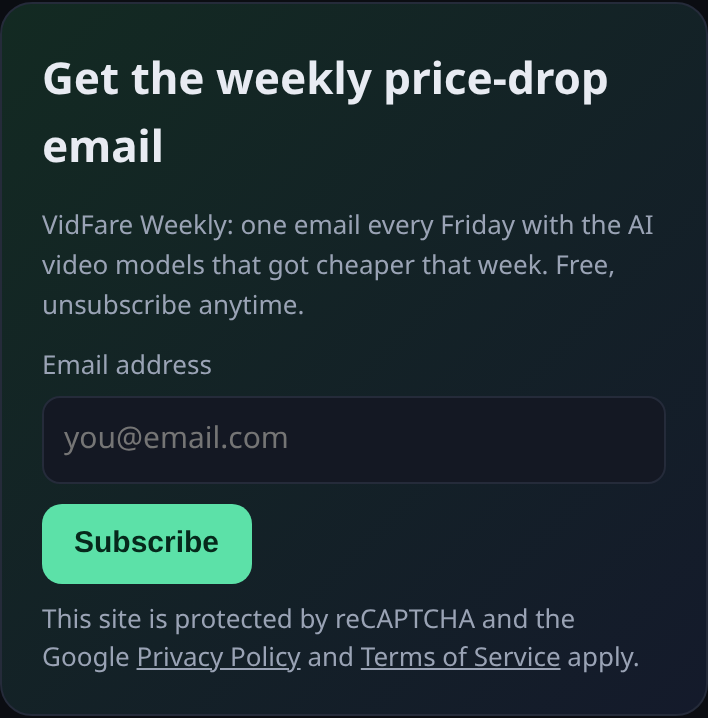 Get the weekly price-drop
email
VidFare Weekly: one email every Friday with the AI
video models that got cheaper that week. Free,
unsubscribe anytime.
Email address
you@email.com
Subscribe
This site is protected by reCAPTCHA and the
Google Privacy Policy and Terms of Service apply.